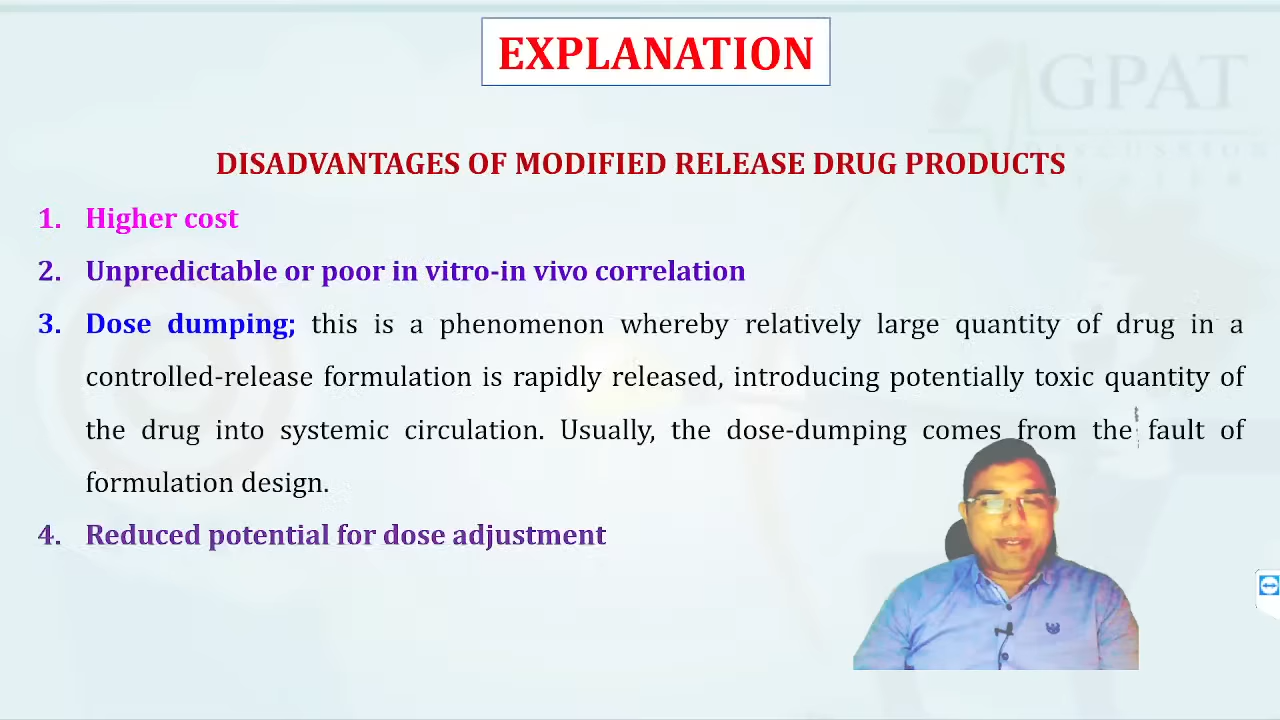 EXPLANATION
GPAT
DISCUSSION
DISADVANTAGES OF MODIFIED RELEASE DRUG PRODUCTS
1. Higher cost
2. Unpredictable or poor in vitro-in vivo correlation
3. Dose dumping; this is a phenomenon whereby relatively large quantity of drug in a
controlled-release formulation is rapidly released, introducing potentially toxic quantity of
the drug into systemic circulation. Usually, the dose-dumping comes from the fault of
formulation design.
4. Reduced potential for dose adjustment